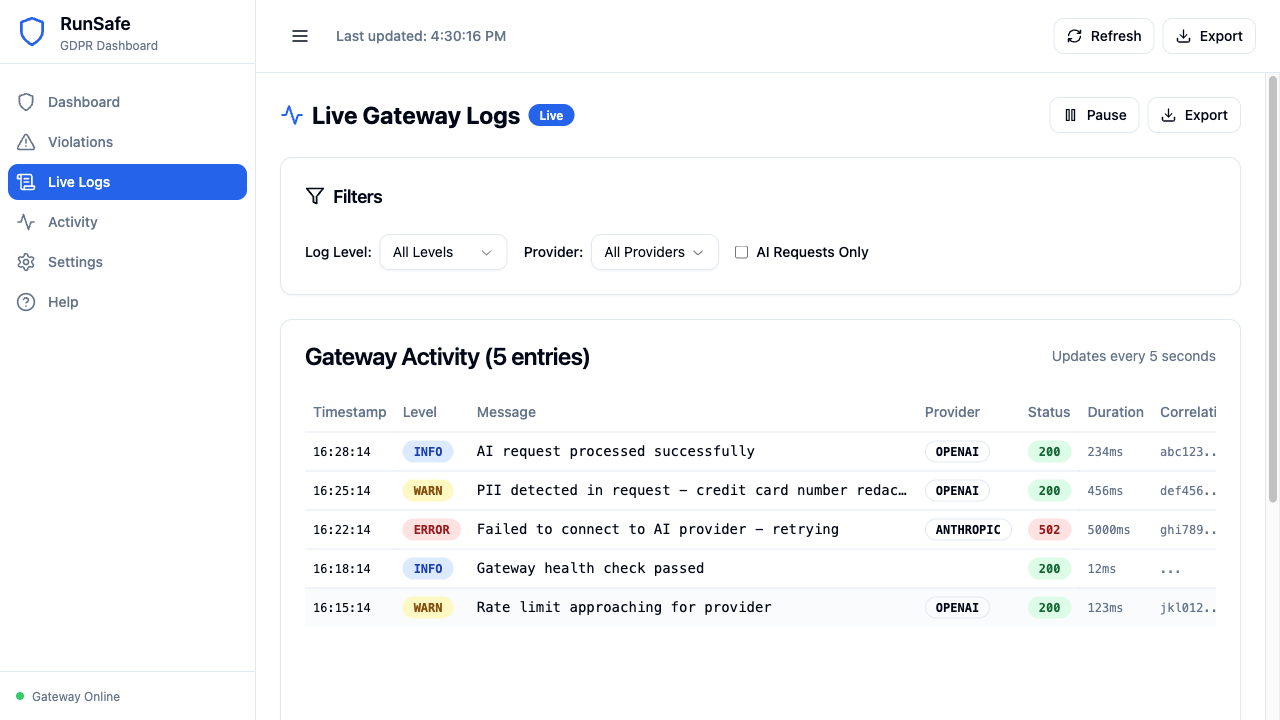 RunSafe
GDPR Dashboard
Last updated: 4:30:16 PM
Refresh
Export
Dashboard
Violations
Live Logs
Activity
Settings
Help
Gateway Online
Live Gateway Logs
Live
Pause
Export
Filters
Log Level: All Levels Provider: All Providers AI Requests Only
Gateway Activity (5 entries)
Updates every 5 seconds
Timestamp Level Message Provider Status Duration Correlati
16:28:14 INFO AI request processed successfully OPENAI 200 234ms abc123..
16:25:14 WARN PII detected in request – credit card number redac… OPENAI 200 456ms def456..
16:22:14 ERROR Failed to connect to AI provider – retrying ANTHROPIC 502 5000ms ghi789..
16:18:14 INFO Gateway health check passed 200 12ms ...
16:15:14 WARN Rate limit approaching for provider OPENAI 200 123ms jkl012..